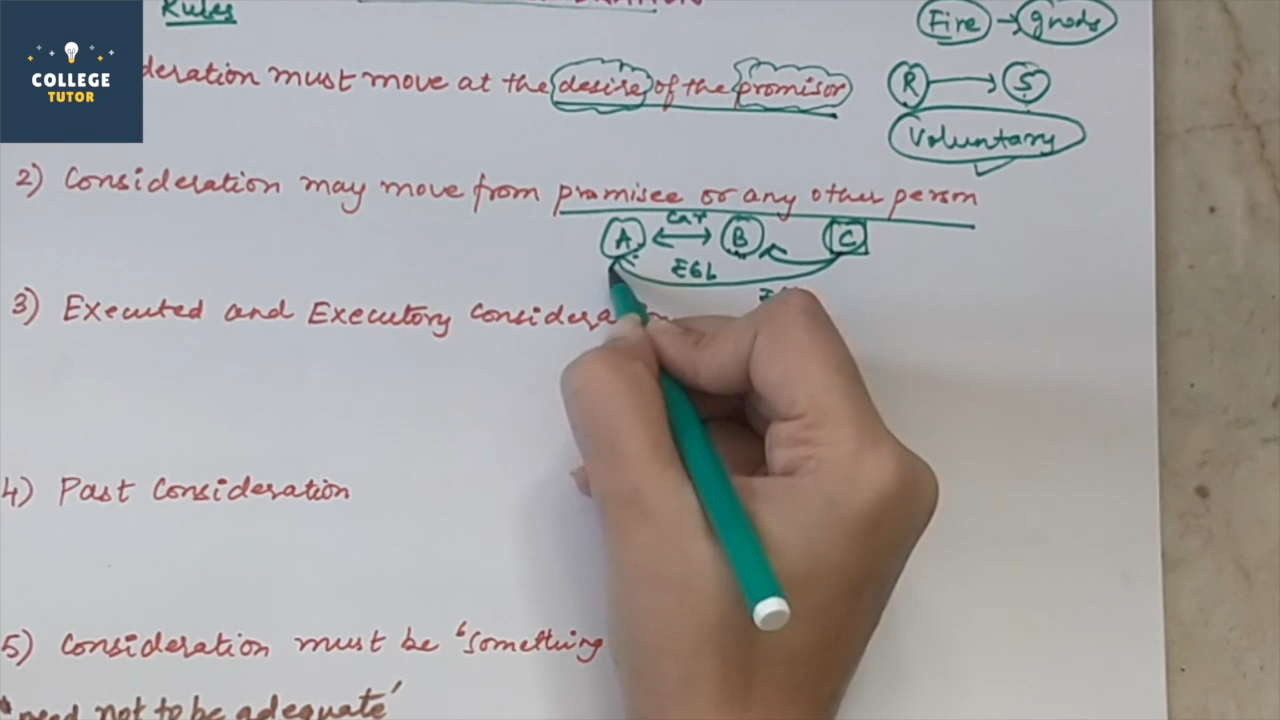 Rules
Fire → goods
COLLEGE
TUTOR
deration must move at the desire of the promisor
R → S
Voluntary
2) Consideration may move from promisee or any other person
A Car B C
₹6L
3) Executed and Executory Considera
4) Past Consideration
5) Consideration must be 'Something
need not to be adequate'